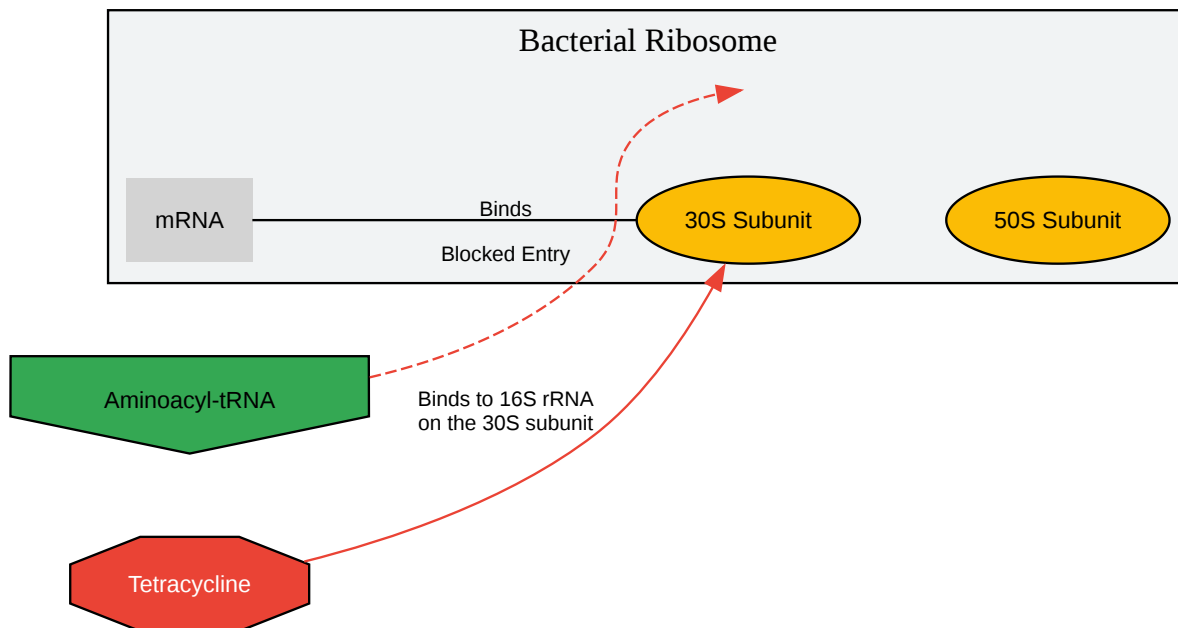 Bacterial Ribosome
mRNA
Binds
30S Subunit
50S Subunit
Blocked Entry
Aminoacyl-tRNA
Binds to 16S rRNA
on the 30S subunit
Tetracycline